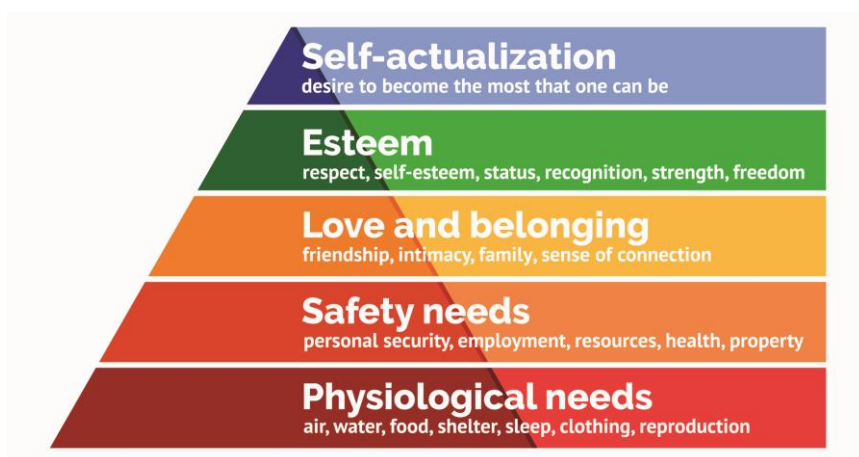 Self-actualization
desire to become the most that one can be
Esteem
respect, self-esteem, status, recognition, strength, freedom
Love and belonging
friendship, intimacy, family, sense of connection
Safety needs
personal security, employment, resources, health, property
Physiological needs
air, water, food, shelter, sleep, clothing, reproduction